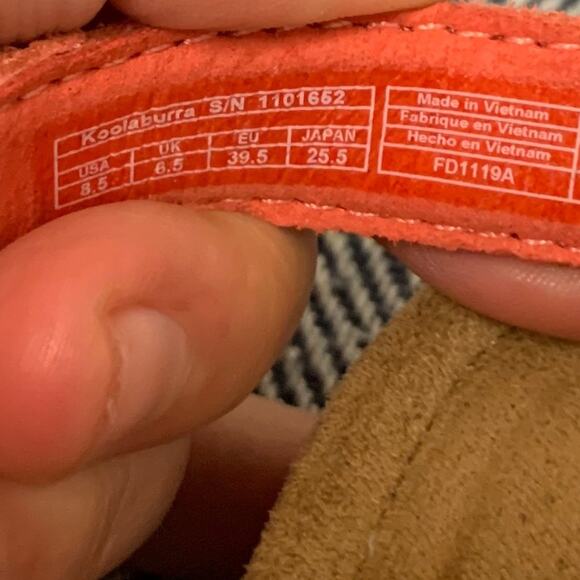 Koolaburra S/N 1101652
USA UK EU JAPAN
8.5 6.5 39.5 25.5
Made in Vietnam
Fabrique en Vietnam
Hecho en Vietnam
FD1119A